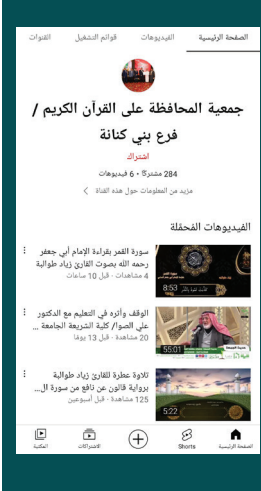 الصفحة الرئيسية الفيديوهات قوائم التشغيل القنوات
جمعية المحافظة على القرآن الكريم /
فرع بني كنانة
اشتراك
284 مشتركًا • 6 فيديوهات
مزيد من المعلومات حول هذه القناة
الفيديوهات المُحمّلة
سورة القمر بقراءة الإمام أبي جعفر
رحمه الله بصوت القارئ زياد طوالبة
4 مشاهدات · قبل 10 ساعات
8:53
الوقف وأثره في التعليم مع الدكتور
علي الصوا/ كلية الشريعة الجامعة ...
20 مشاهدة · قبل 13 يومًا
55:01
تلاوة عطرة للقارئ زياد طوالبة
برواية قالون عن نافع من سورة ال...
125 مشاهدة · قبل أسبوعين
5:22
الصفحة الرئيسية Shorts الاشتراكات المكتبة